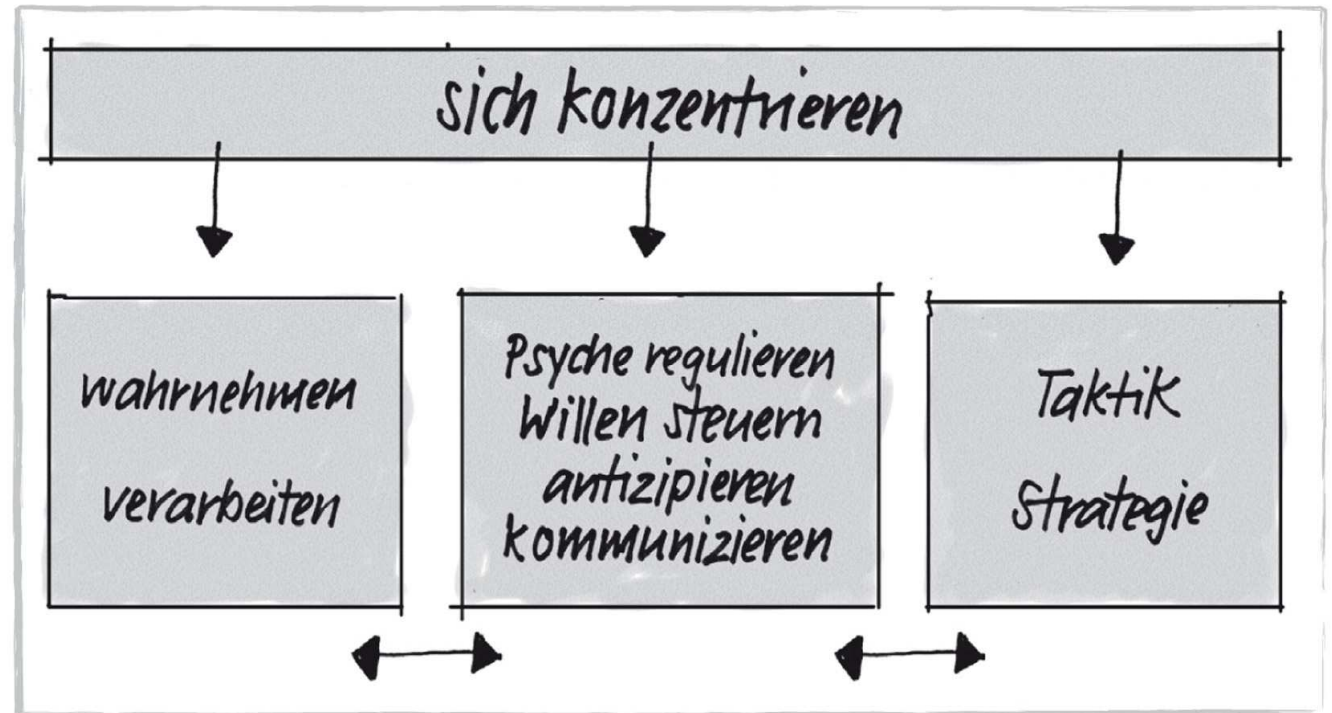 sich konzentrieren
wahrnehmen
verarbeiten
Psyche regulieren
Willen steuern
antizipieren
kommunizieren
Taktik
Strategie